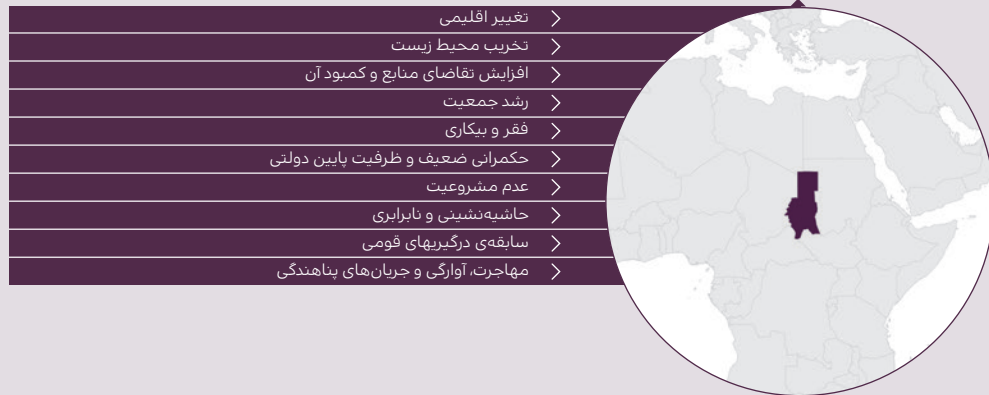 تغییر اقلیمی
تخریب محیط زیست
افزایش تقاضای منابع و کمبود آن
رشد جمعیت
فقر و بیکاری
حکمرانی ضعیف و ظرفیت پایین دولتی
عدم مشروعیت
حاشیه‌نشینی و نابرابری
سابقه‌ی درگیریهای قومی
مهاجرت، آوارگی و جریان‌های پناهندگی